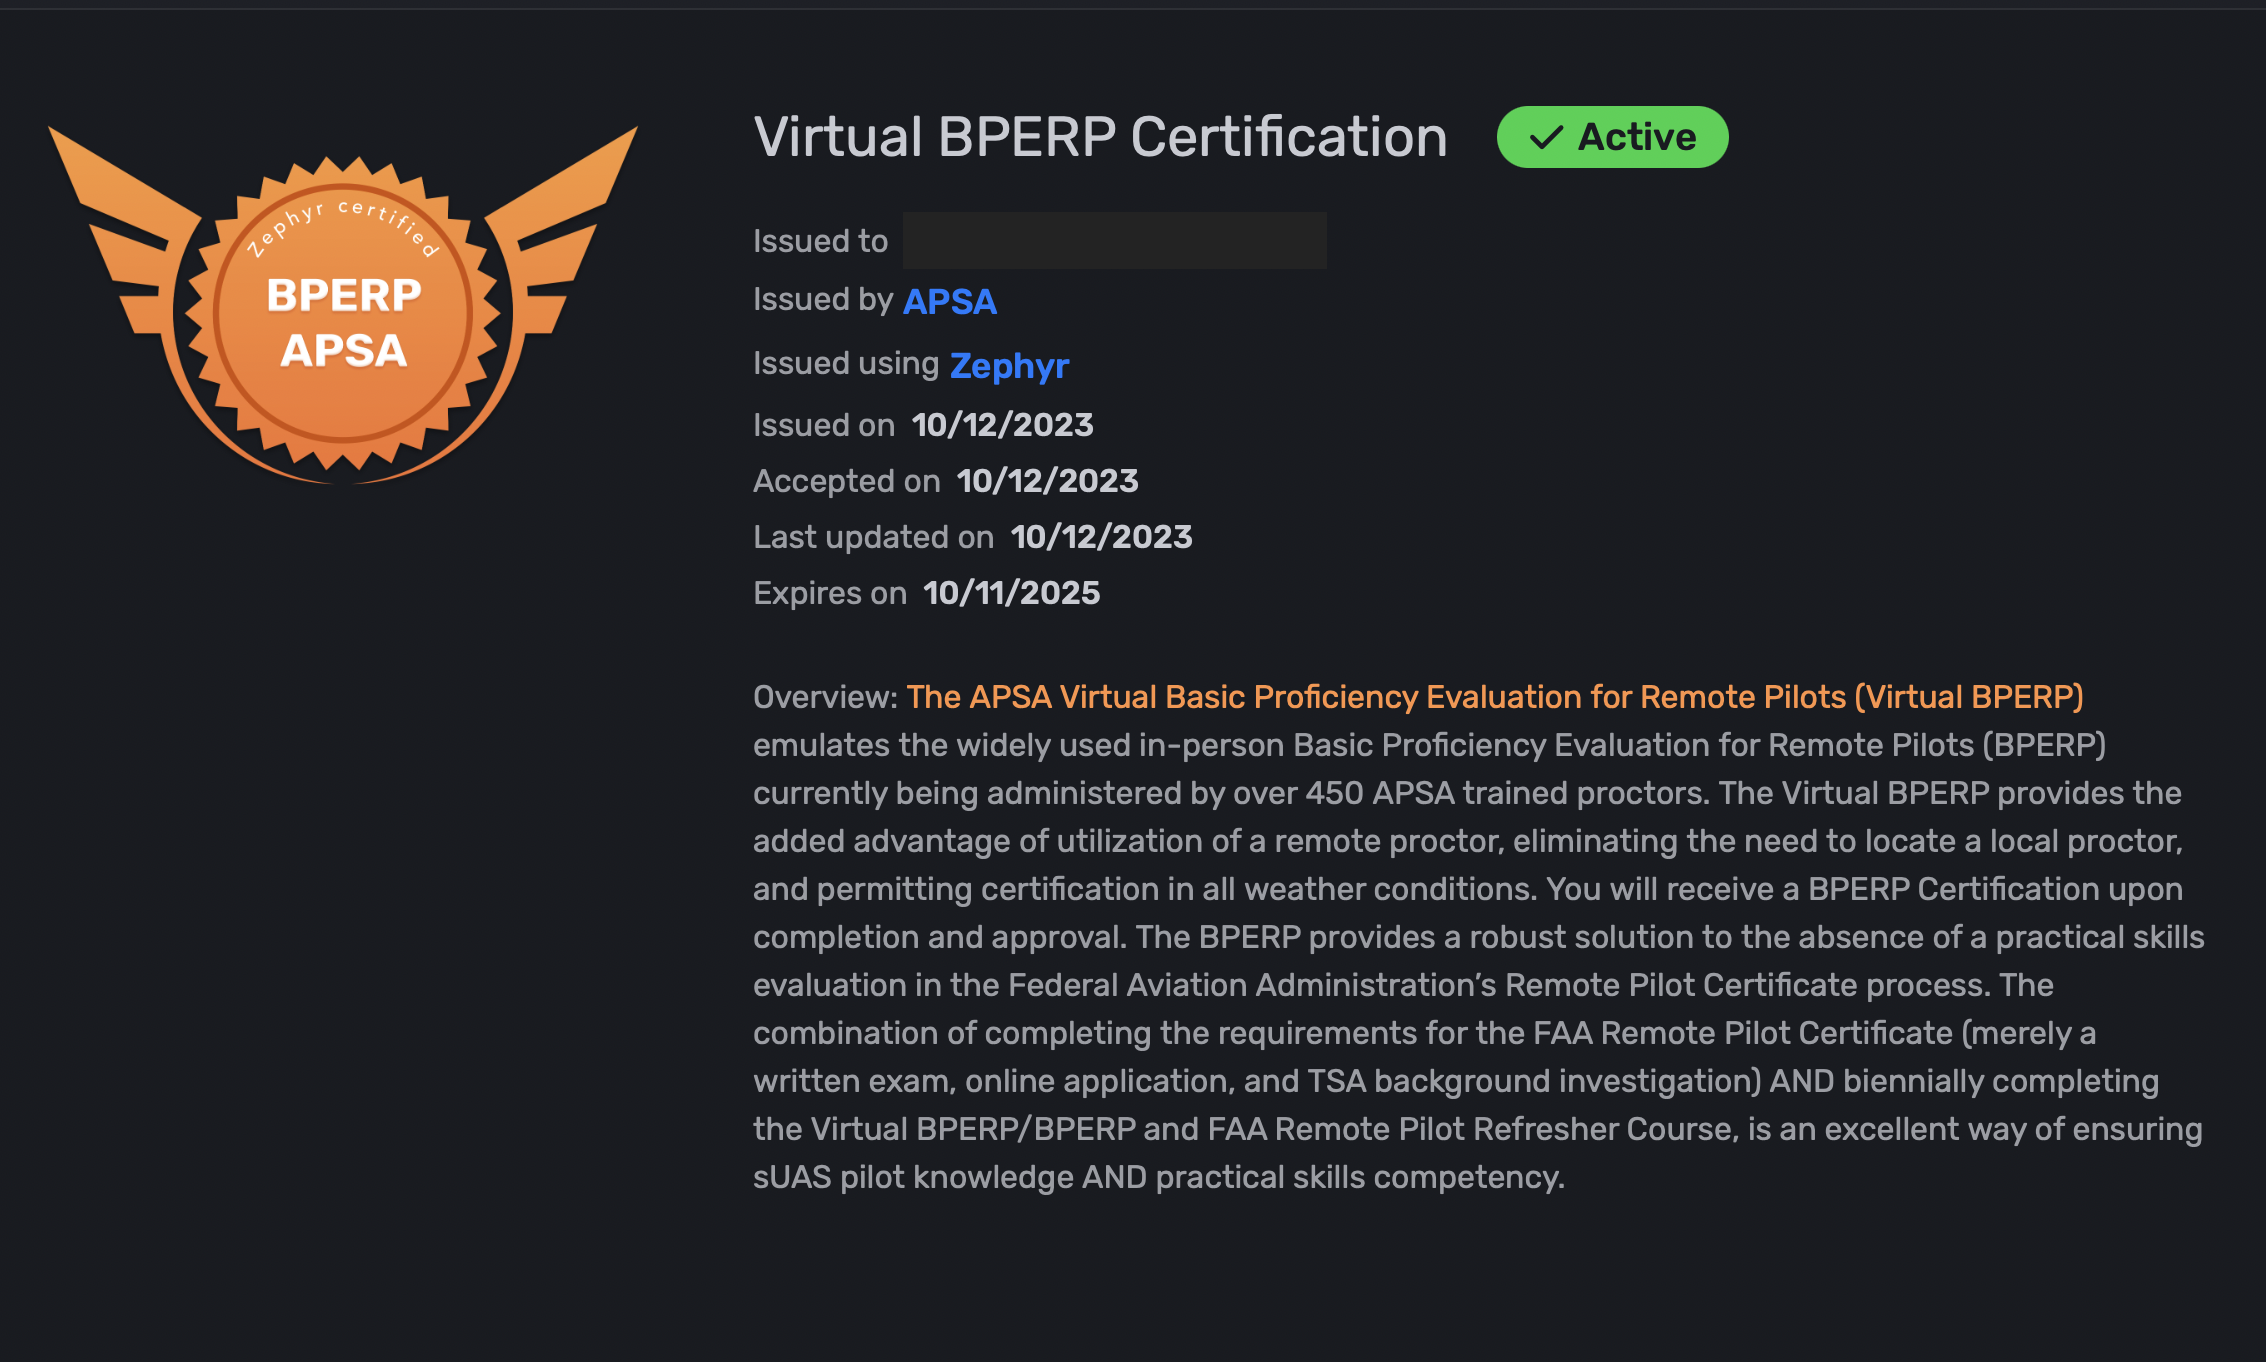 Zephyr certified
BPERP
APSA
Virtual BPERP Certification
Active
Issued to
Issued by APSA
Issued using Zephyr
Issued on 10/12/2023
Accepted on 10/12/2023
Last updated on 10/12/2023
Expires on 10/11/2025
Overview: The APSA Virtual Basic Proficiency Evaluation for Remote Pilots (Virtual BPERP)
emulates the widely used in-person Basic Proficiency Evaluation for Remote Pilots (BPERP)
currently being administered by over 450 APSA trained proctors. The Virtual BPERP provides the
added advantage of utilization of a remote proctor, eliminating the need to locate a local proctor,
and permitting certification in all weather conditions. You will receive a BPERP Certification upon
completion and approval. The BPERP provides a robust solution to the absence of a practical skills
evaluation in the Federal Aviation Administration’s Remote Pilot Certificate process. The
combination of completing the requirements for the FAA Remote Pilot Certificate (merely a
written exam, online application, and TSA background investigation) AND biennially completing
the Virtual BPERP/BPERP and FAA Remote Pilot Refresher Course, is an excellent way of ensuring
sUAS pilot knowledge AND practical skills competency.